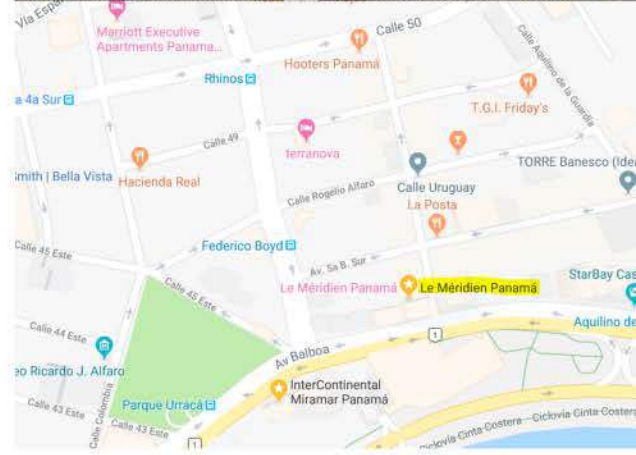 Via Espa
Marriott Executive
Apartments Panama...
Calle 50
Hooters Panamá
Calle Aquilino de la Guardia
Rhinos
a 4a Sur
T.G.I. Friday's
Calle 49
terranova
mith | Bella Vista
Hacienda Real
TORRE Banesco (Ide
Calle Uruguay
Calle Rogelio Alfaro
La Posta
Calle 45 Este
Federico Boyd
Av. 5a B. Sur
Calle 45 Este
Le Méridien Panamá
Le Méridien Panamá
StarBay Cas
Calle 44 Este
Aquilino de
1
eo Ricardo J. Alfaro
Av Balboa
InterContinental
Miramar Panamá
Calle 43 Este
Parque Urracá
Calle Colombia
Calle 43 Este
1
Ciclovía Cinta Costera
Ciclovia Cinta Costera